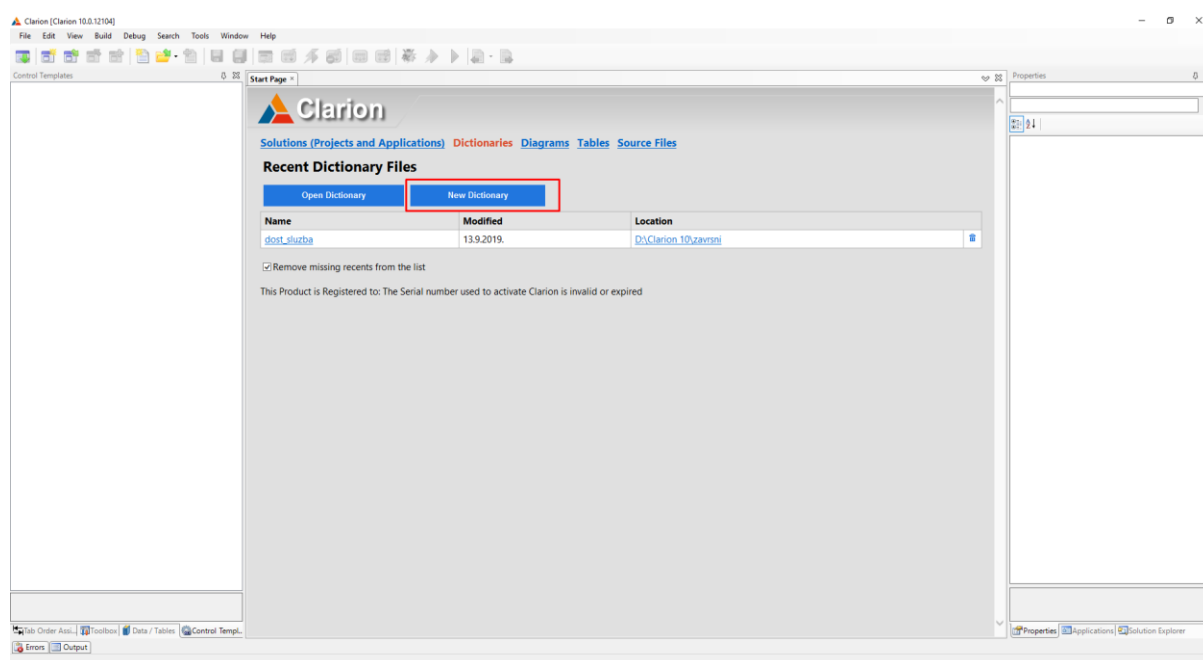 Clarion [Clarion 10.0.12104]
File Edit View Build Debug Search Tools Window Help
Control Templates
Start Page
Properties
Clarion
Solutions (Projects and Applications) Dictionaries Diagrams Tables Source Files
Recent Dictionary Files
Open Dictionary New Dictionary
Name Modified Location
dost_sluzba 13.9.2019. D:\Clarion 10\zavrsni
Remove missing recents from the list
This Product is Registered to: The Serial number used to activate Clarion is invalid or expired
Tab Order Assi... Toolbox Data / Tables Control Templ... Properties Applications Solution Explorer
Errors Output